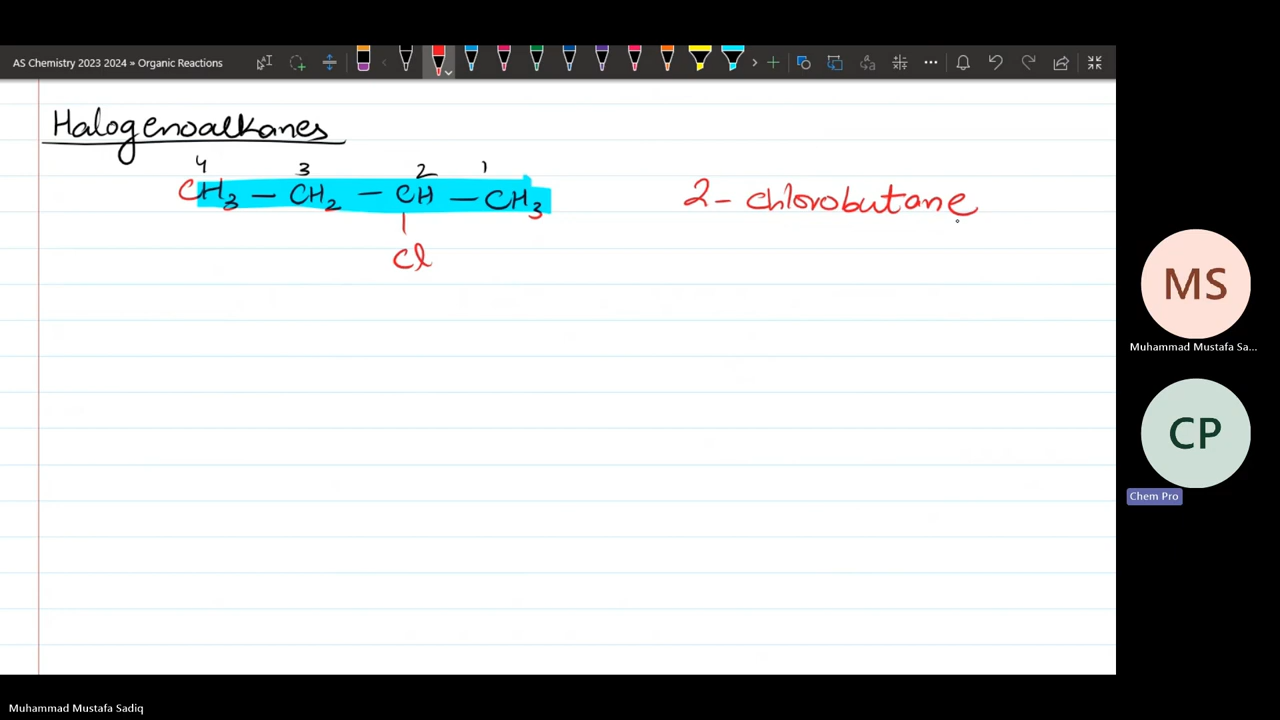 AS Chemistry 2023 2024 » Organic Reactions
Halogenoalkanes
4 3 2 1
CH₃ — CH₂ — CH — CH₃
2 - chlorobutane
|
Cl
MS
Muhammad Mustafa Sa...
CP
Chem Pro
Muhammad Mustafa Sadiq